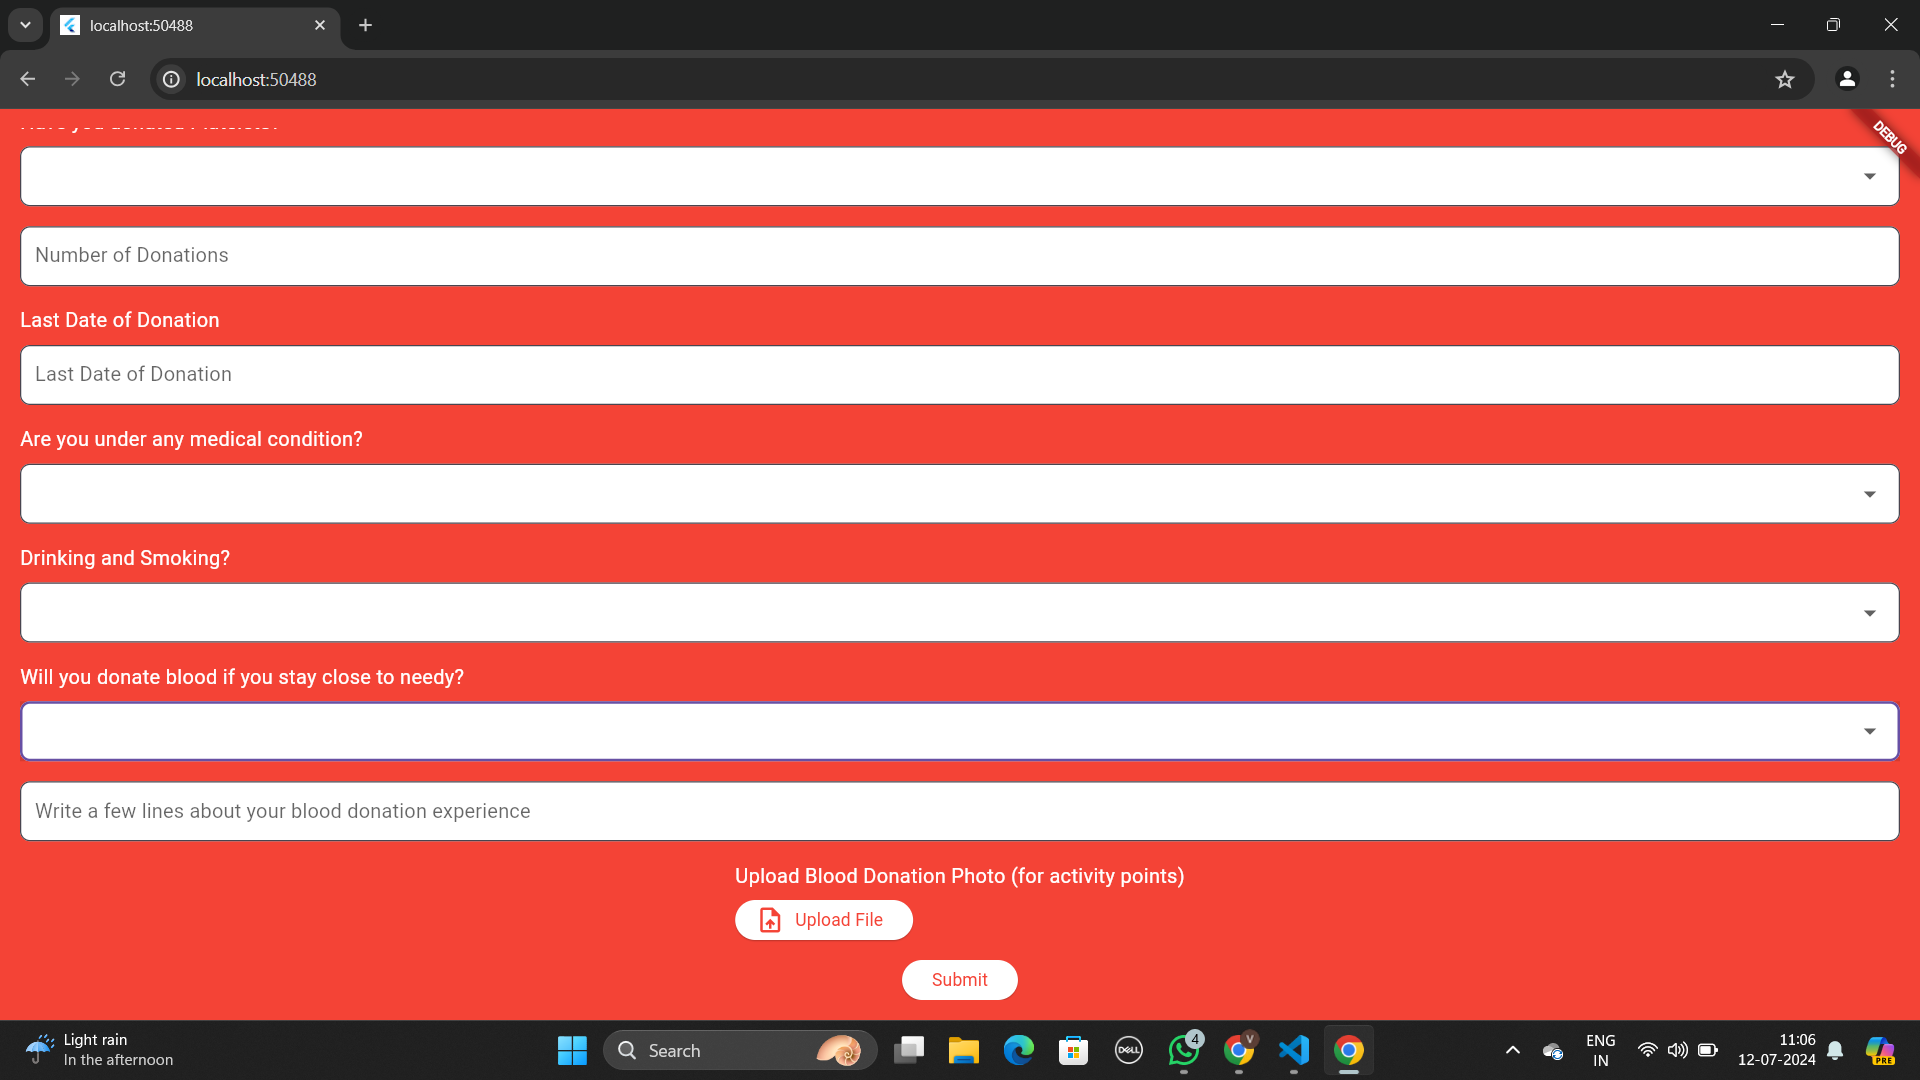 localhost:50488
localhost:50488
DEBUG
Number of Donations
Last Date of Donation
Last Date of Donation
Are you under any medical condition?
Drinking and Smoking?
Will you donate blood if you stay close to needy?
Write a few lines about your blood donation experience
Upload Blood Donation Photo (for activity points)
Upload File
Submit
Light rain
In the afternoon
Search
DELL
4
V
ENG
IN
11:06
12-07-2024
PRE